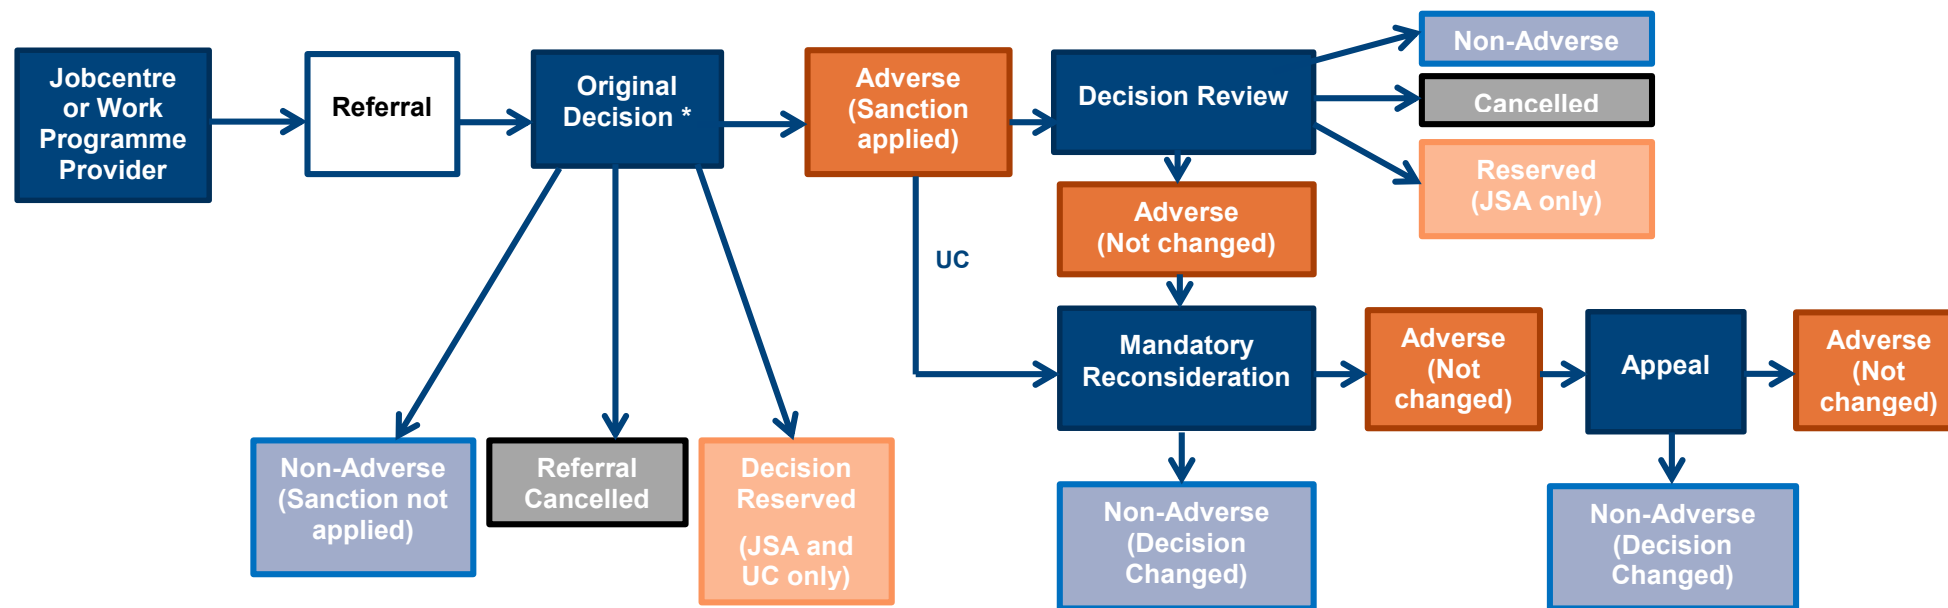 Jobcentre
or Work
Programme
Provider
Referral
Original
Decision *
Adverse
(Sanction
applied)
Decision Review
Non-Adverse
Cancelled
Reserved
(JSA only)
Adverse
(Not changed)
UC
Mandatory
Reconsideration
Adverse
(Not
changed)
Appeal
Adverse
(Not
changed)
Non-Adverse
(Sanction not
applied)
Referral
Cancelled
Decision
Reserved
(JSA and
UC only)
Non-Adverse
(Decision
Changed)
Non-Adverse
(Decision
Changed)